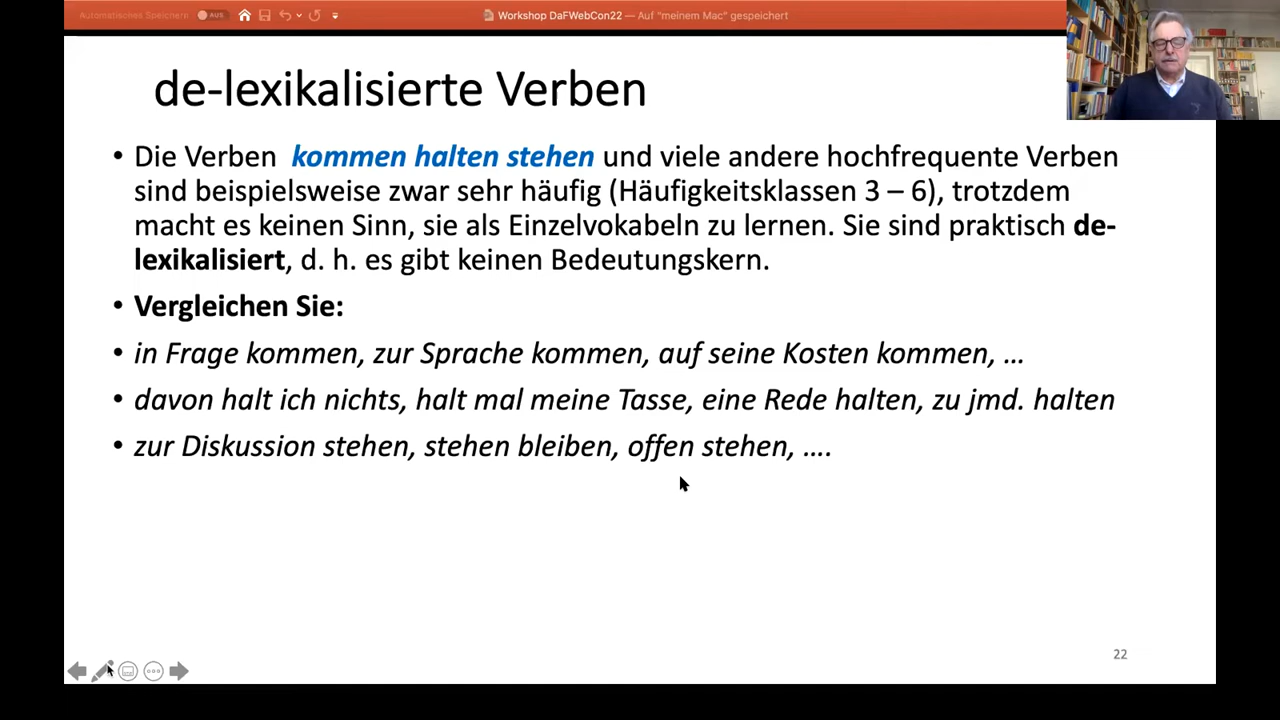 Automatisches Speichern AUS
Workshop DaFWebCon22 — Auf "meinem Mac" gespeichert
de-lexikalisierte Verben
• Die Verben kommen halten stehen und viele andere hochfrequente Verben
sind beispielsweise zwar sehr häufig (Häufigkeitsklassen 3 – 6), trotzdem
macht es keinen Sinn, sie als Einzelvokabeln zu lernen. Sie sind praktisch de-
lexikalisiert, d. h. es gibt keinen Bedeutungskern.
• Vergleichen Sie:
• in Frage kommen, zur Sprache kommen, auf seine Kosten kommen, …
• davon halt ich nichts, halt mal meine Tasse, eine Rede halten, zu jmd. halten
• zur Diskussion stehen, stehen bleiben, offen stehen, ….
22